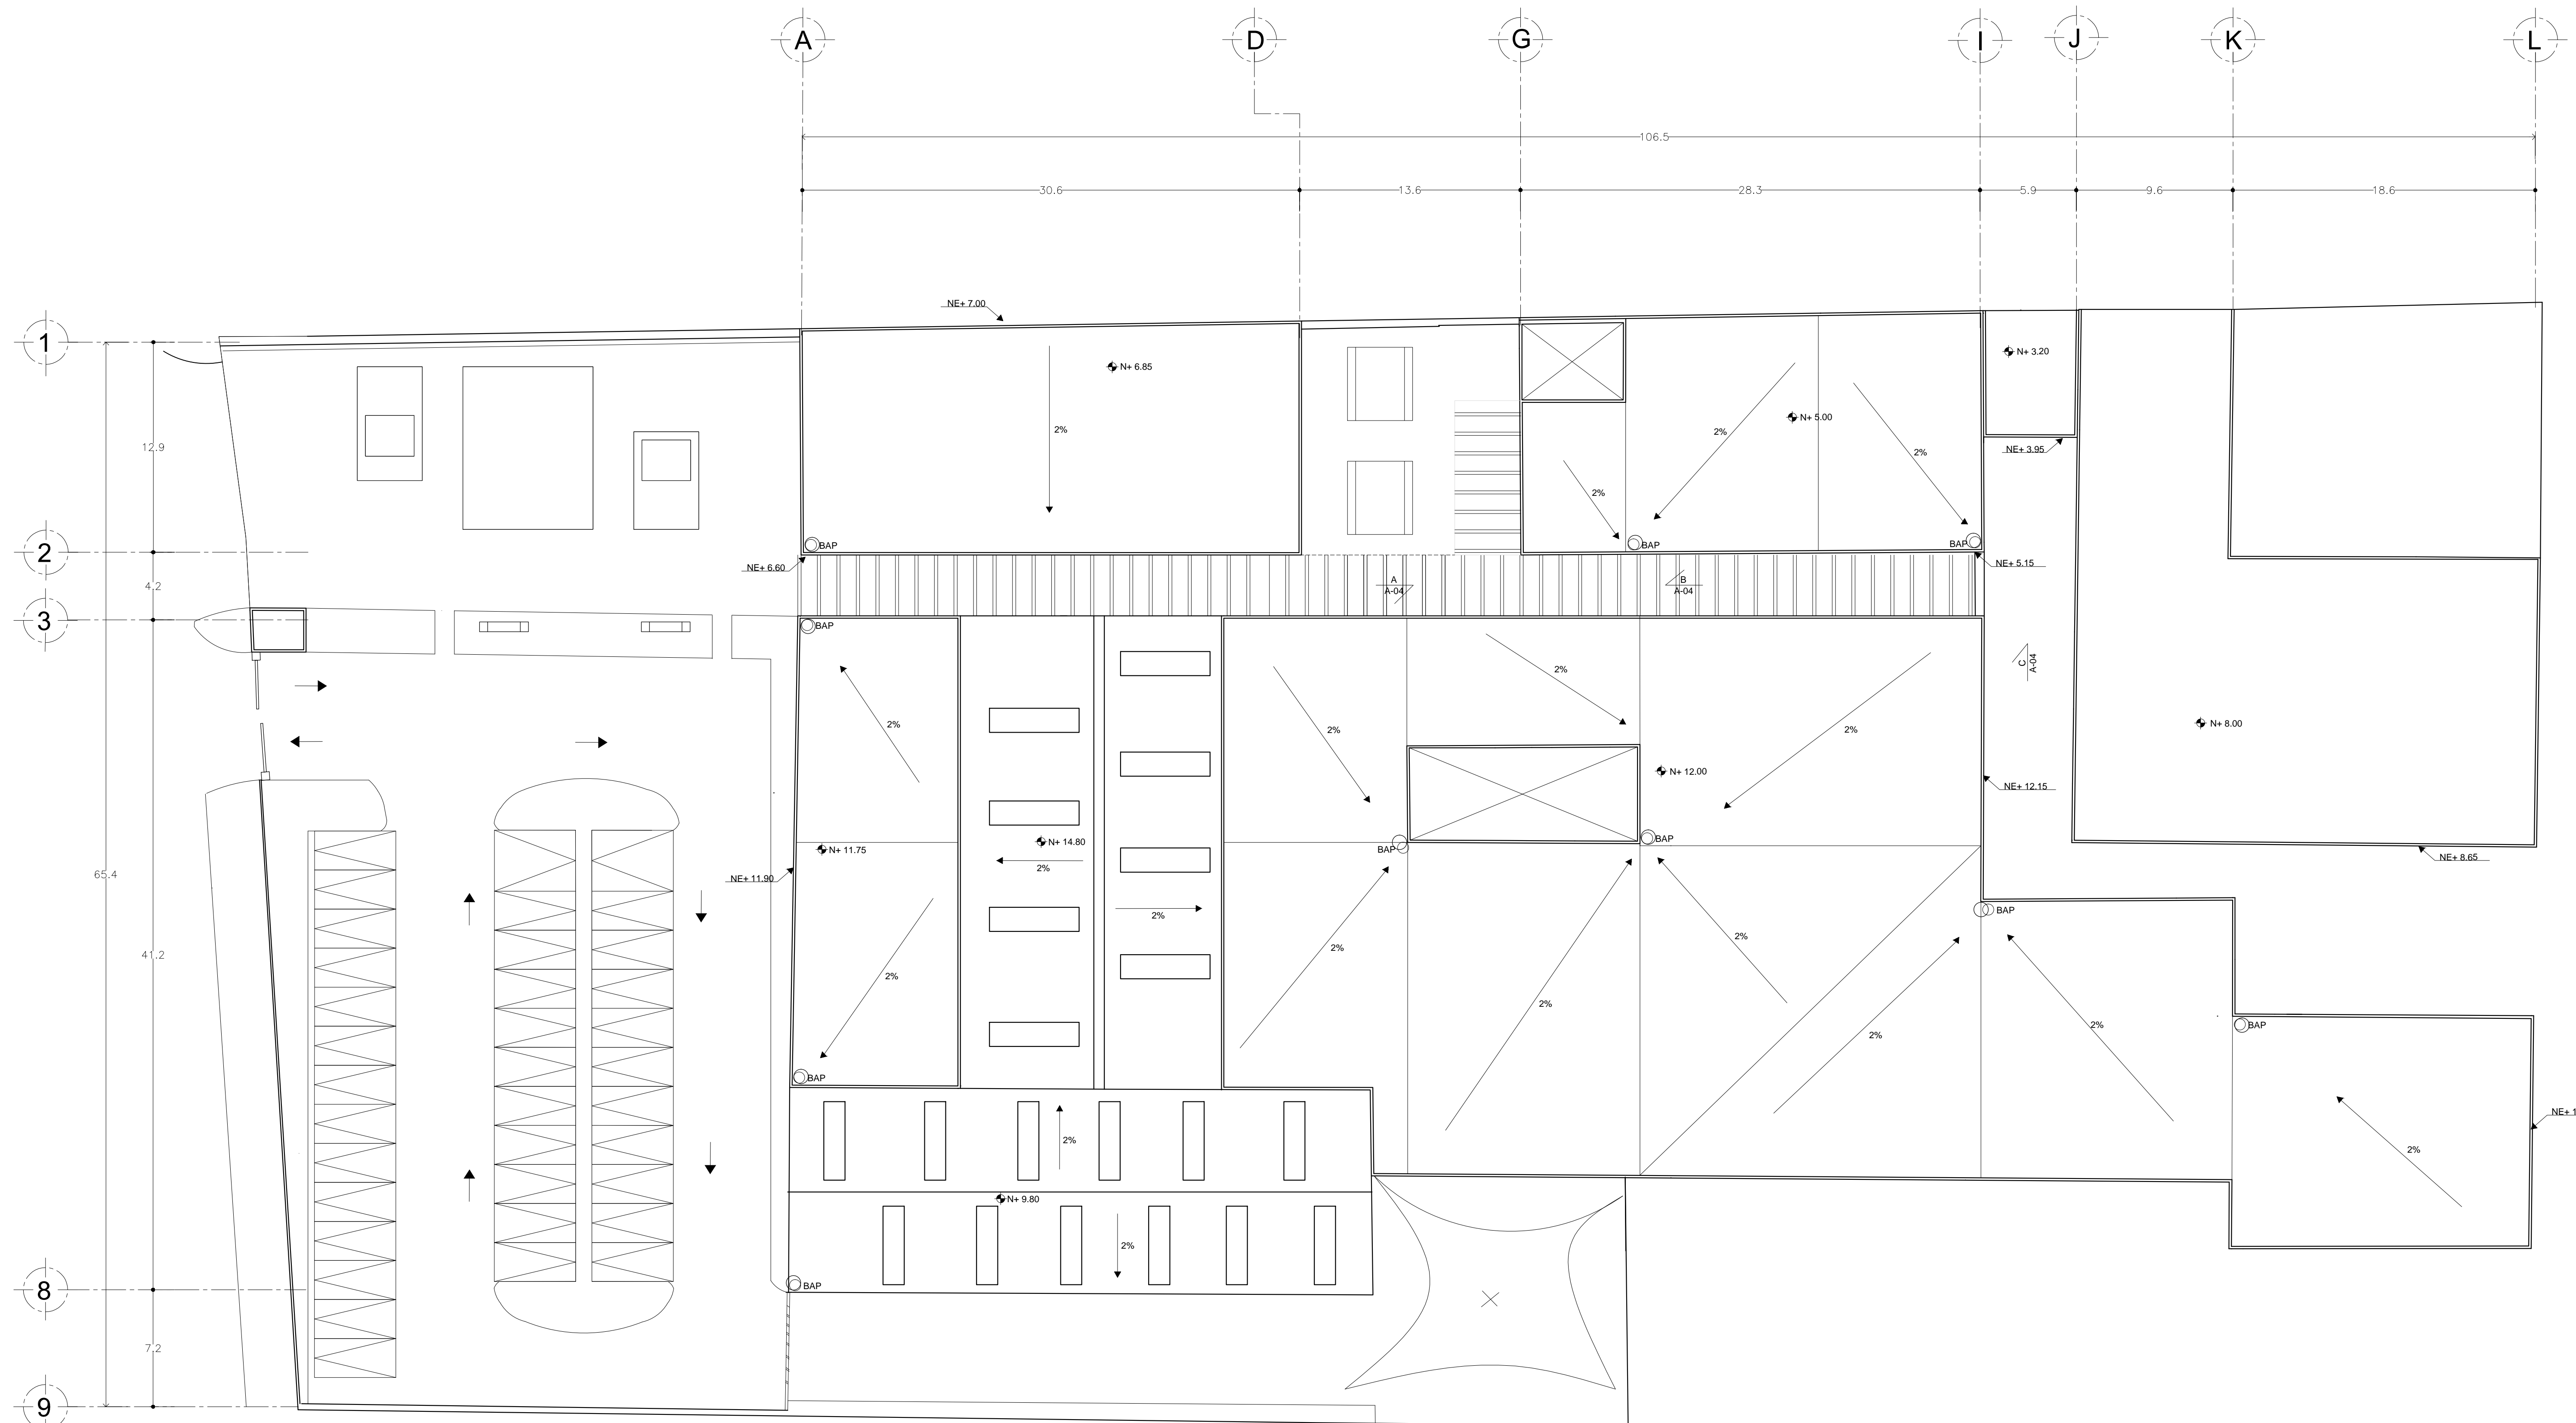 A
D
G
I
J
K
L
106.5
30.6
13.6
28.3
5.9
9.6
18.6
NE+ 7.00
1
N+ 3.20
N+ 6.85
N+ 5.00
2%
2%
2%
2%
12.9
NE+ 3.95
BAP
BAP
BAP
2
NE+ 6.60
NE+ 5.15
4.2
A
A-04
B
A-04
3
BAP
C
A-04
2%
2%
2%
2%
N+ 8.00
N+ 12.00
NE+ 12.15
BAP
BAP
N+ 14.80
N+ 11.75
NE+ 8.65
2%
65.4
NE+ 11.90
2%
BAP
2%
2%
41.2
2%
2%
BAP
2%
2%
2%
BAP
NE+ 1
2%
2%
N+ 9.80
2%
BAP
8
7.2
9